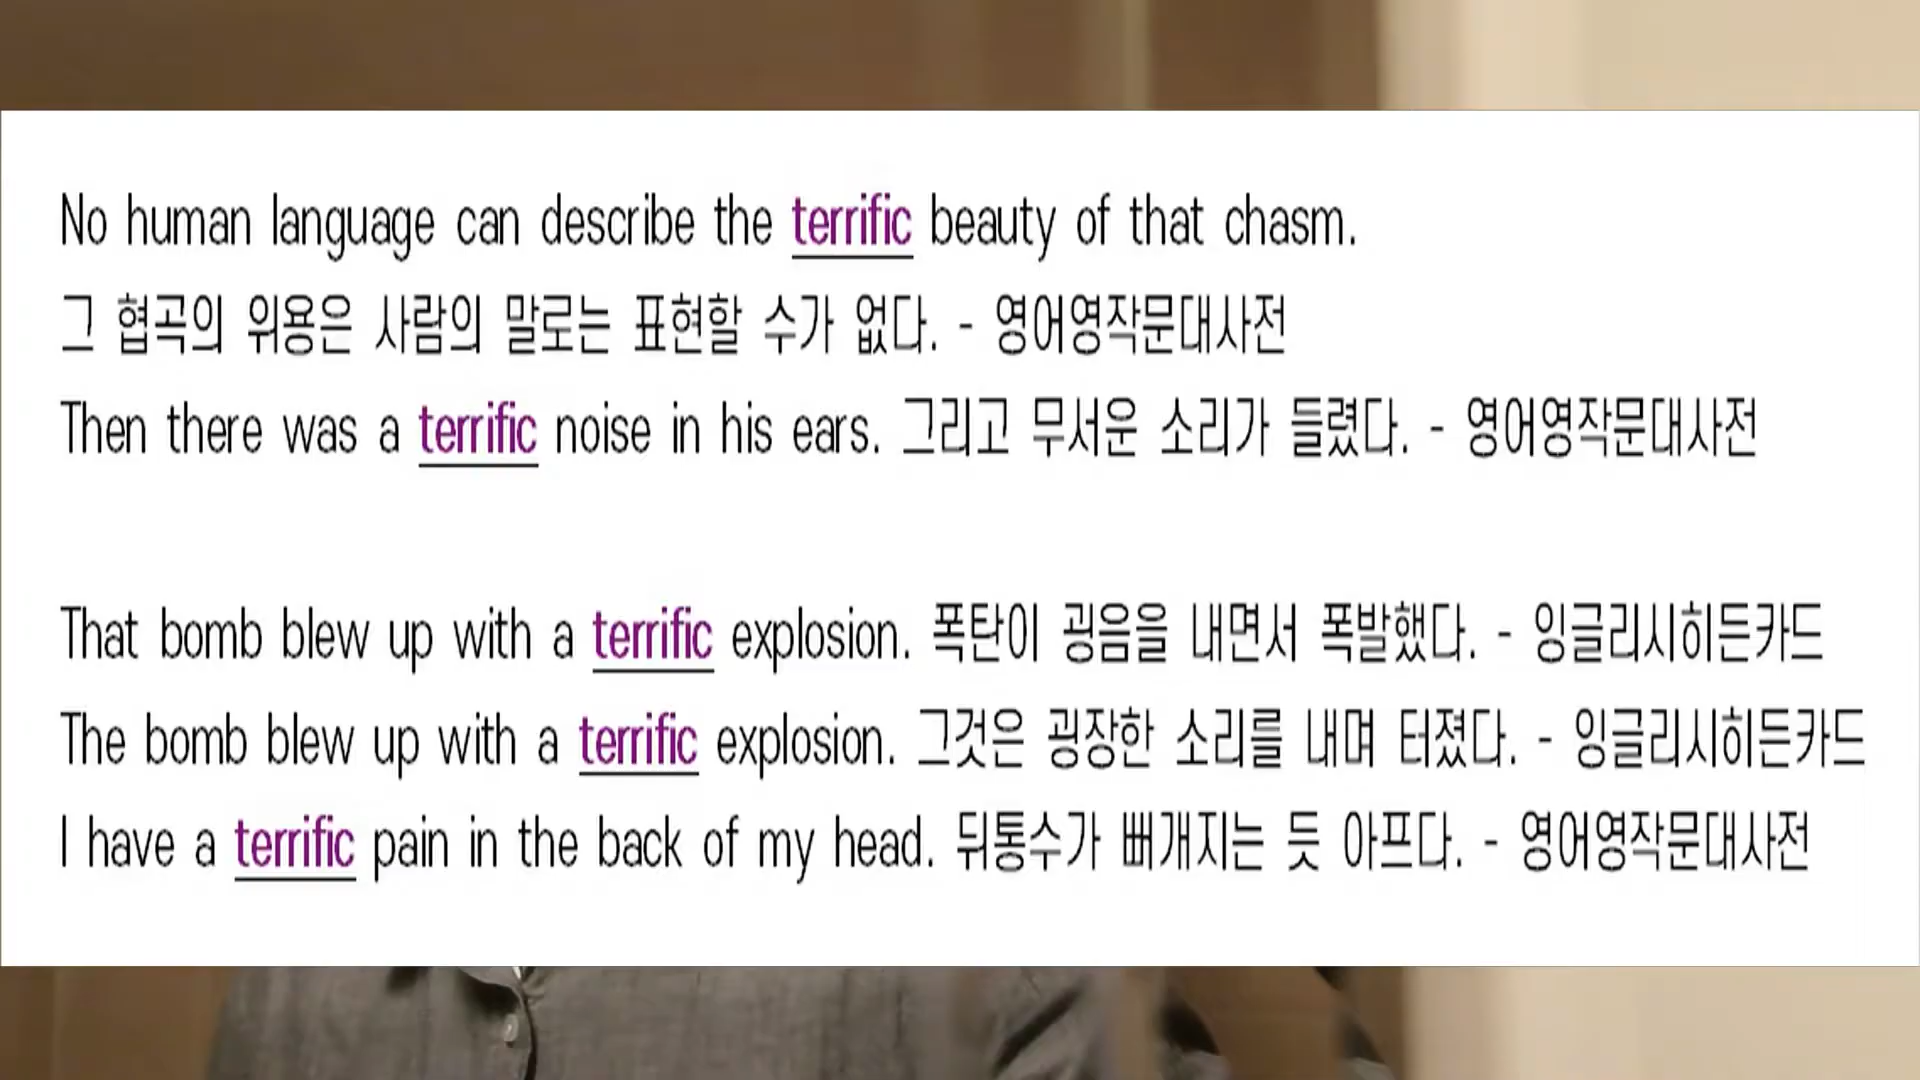 No human language can describe the terrific beauty of that chasm.
그 협곡의 위용은 사람의 말로는 표현할 수가 없다. - 영어영작문대사전
Then there was a terrific noise in his ears. 그리고 무서운 소리가 들렸다. - 영어영작문대사전
That bomb blew up with a terrific explosion. 폭탄이 굉음을 내면서 폭발했다. - 잉글리시히든카드
The bomb blew up with a terrific explosion. 그것은 굉장한 소리를 내며 터졌다. - 잉글리시히든카드
I have a terrific pain in the back of my head. 뒤통수가 뻐개지는 듯 아프다. - 영어영작문대사전